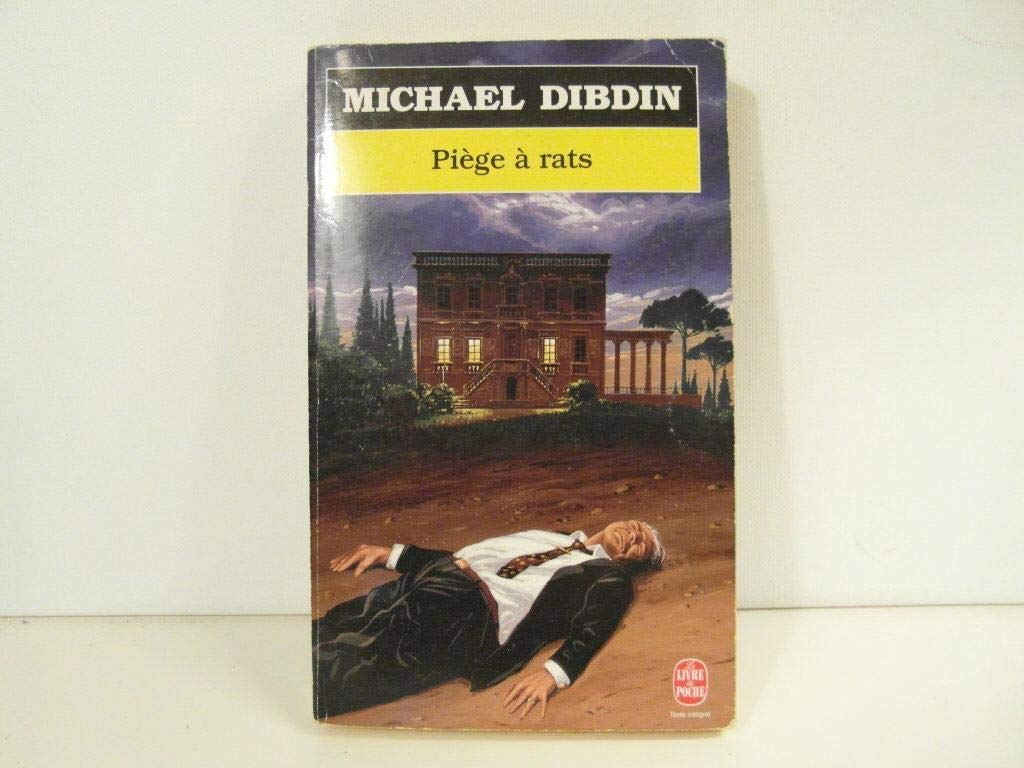 MICHAEL DIBDIN
Piège à rats
Le
LIVRE
de
POCHE
Texte intégral